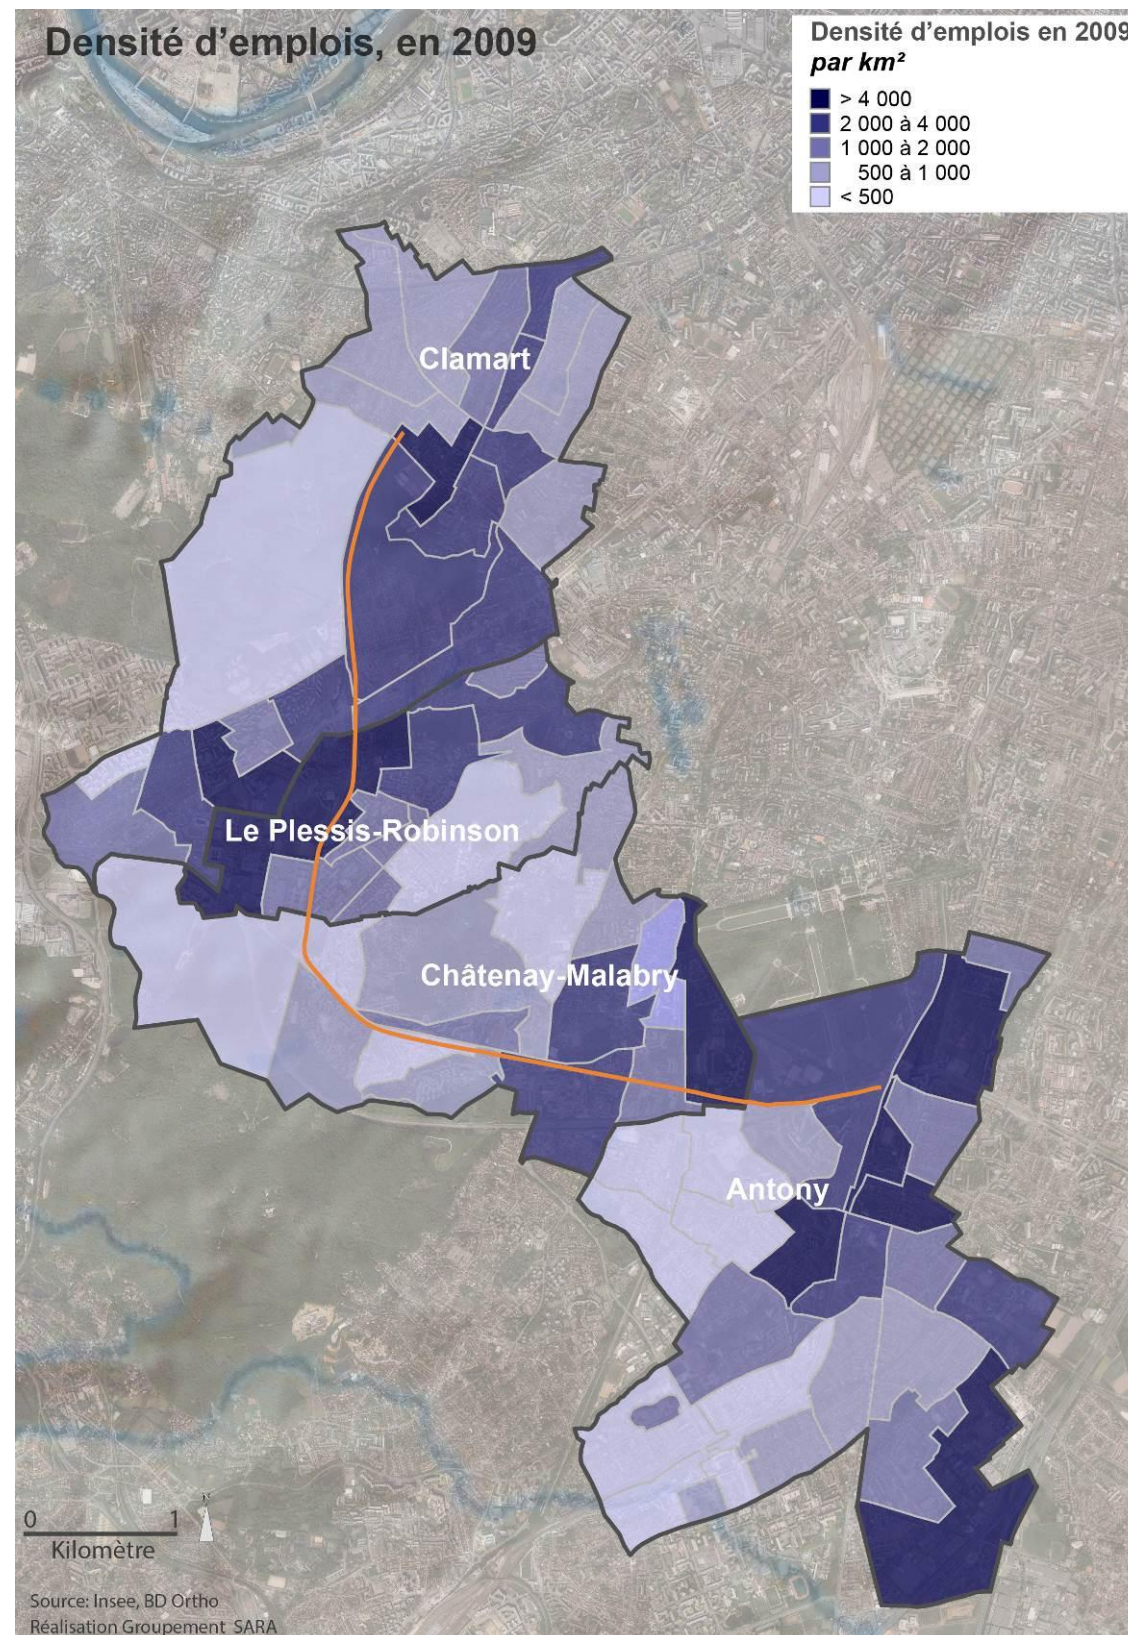 Densité d'emplois, en 2009
Densité d'emplois en 2009
par km²
> 4 000
2 000 à 4 000
1 000 à 2 000
500 à 1 000
< 500
Clamart
Le Plessis-Robinson
Châtenay-Malabry
Antony
N
0 1
Kilomètre
Source: Insee, BD Ortho
Réalisation Groupement SARA